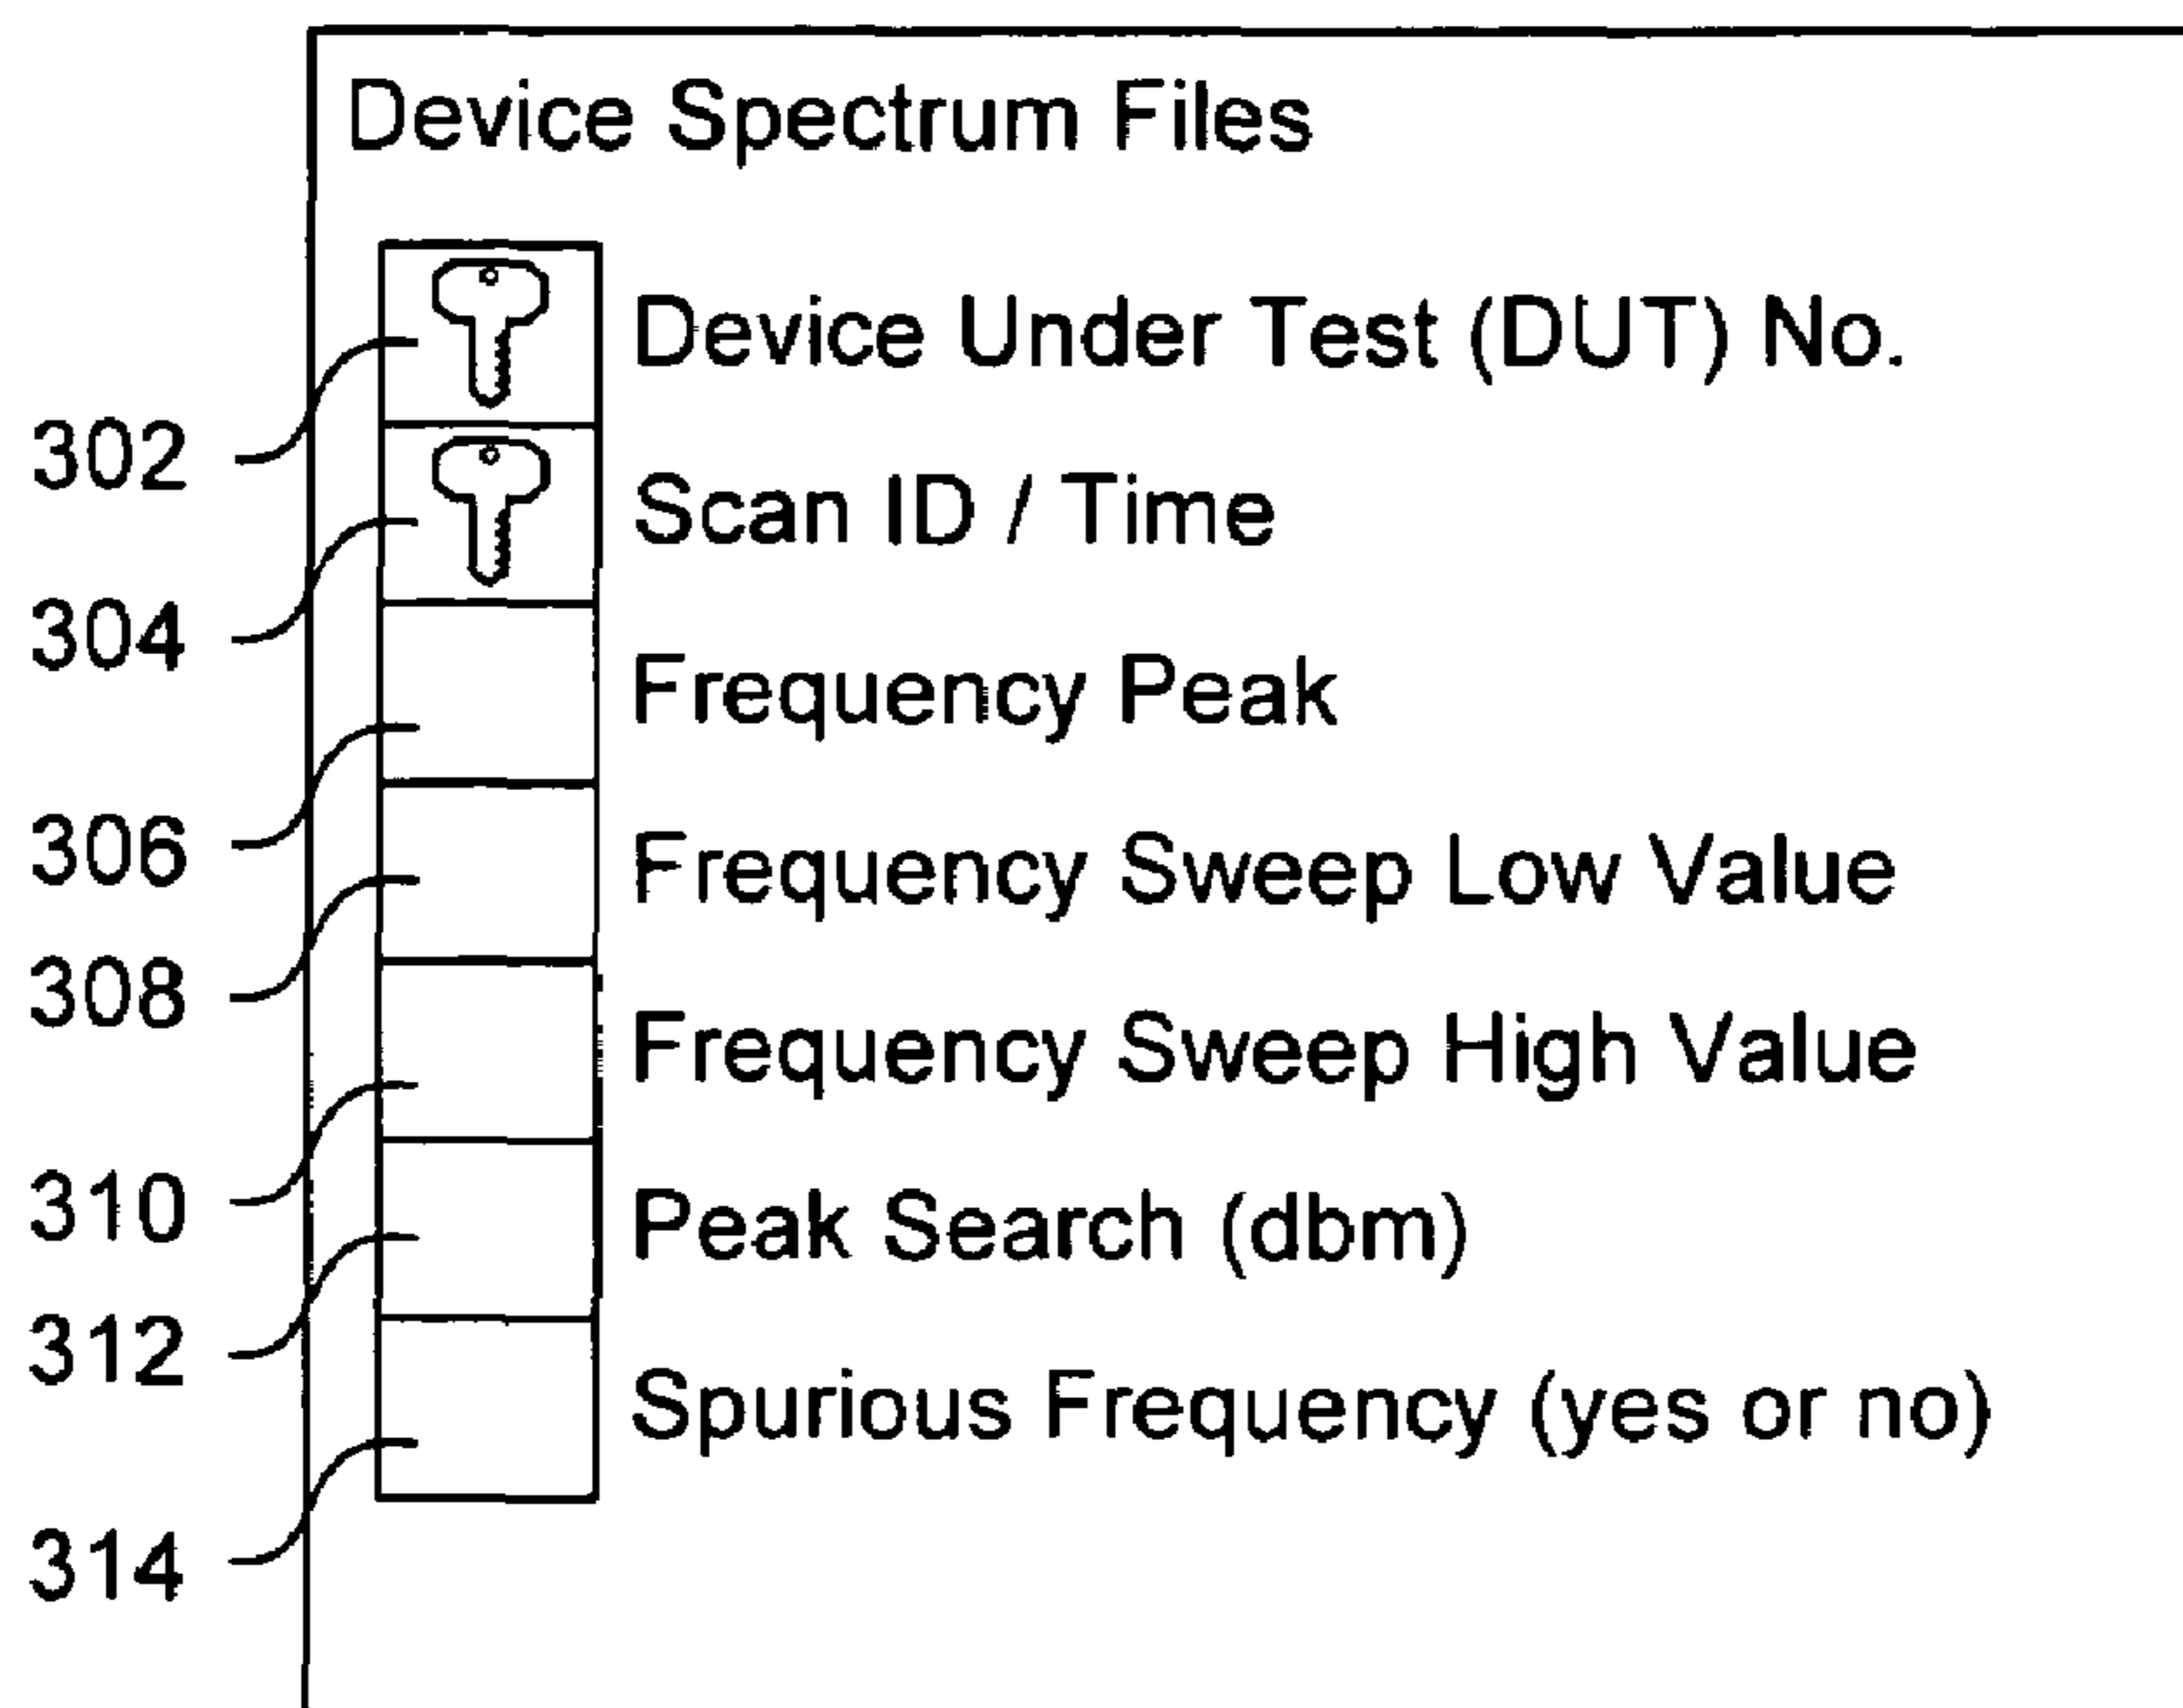 Device Spectrum Files
302 Device Under Test (DUT) No.
304 Scan ID / Time
306 Frequency Peak
308 Frequency Sweep Low Value
310 Frequency Sweep High Value
312 Peak Search (dbm)
314 Spurious Frequency (yes or no)